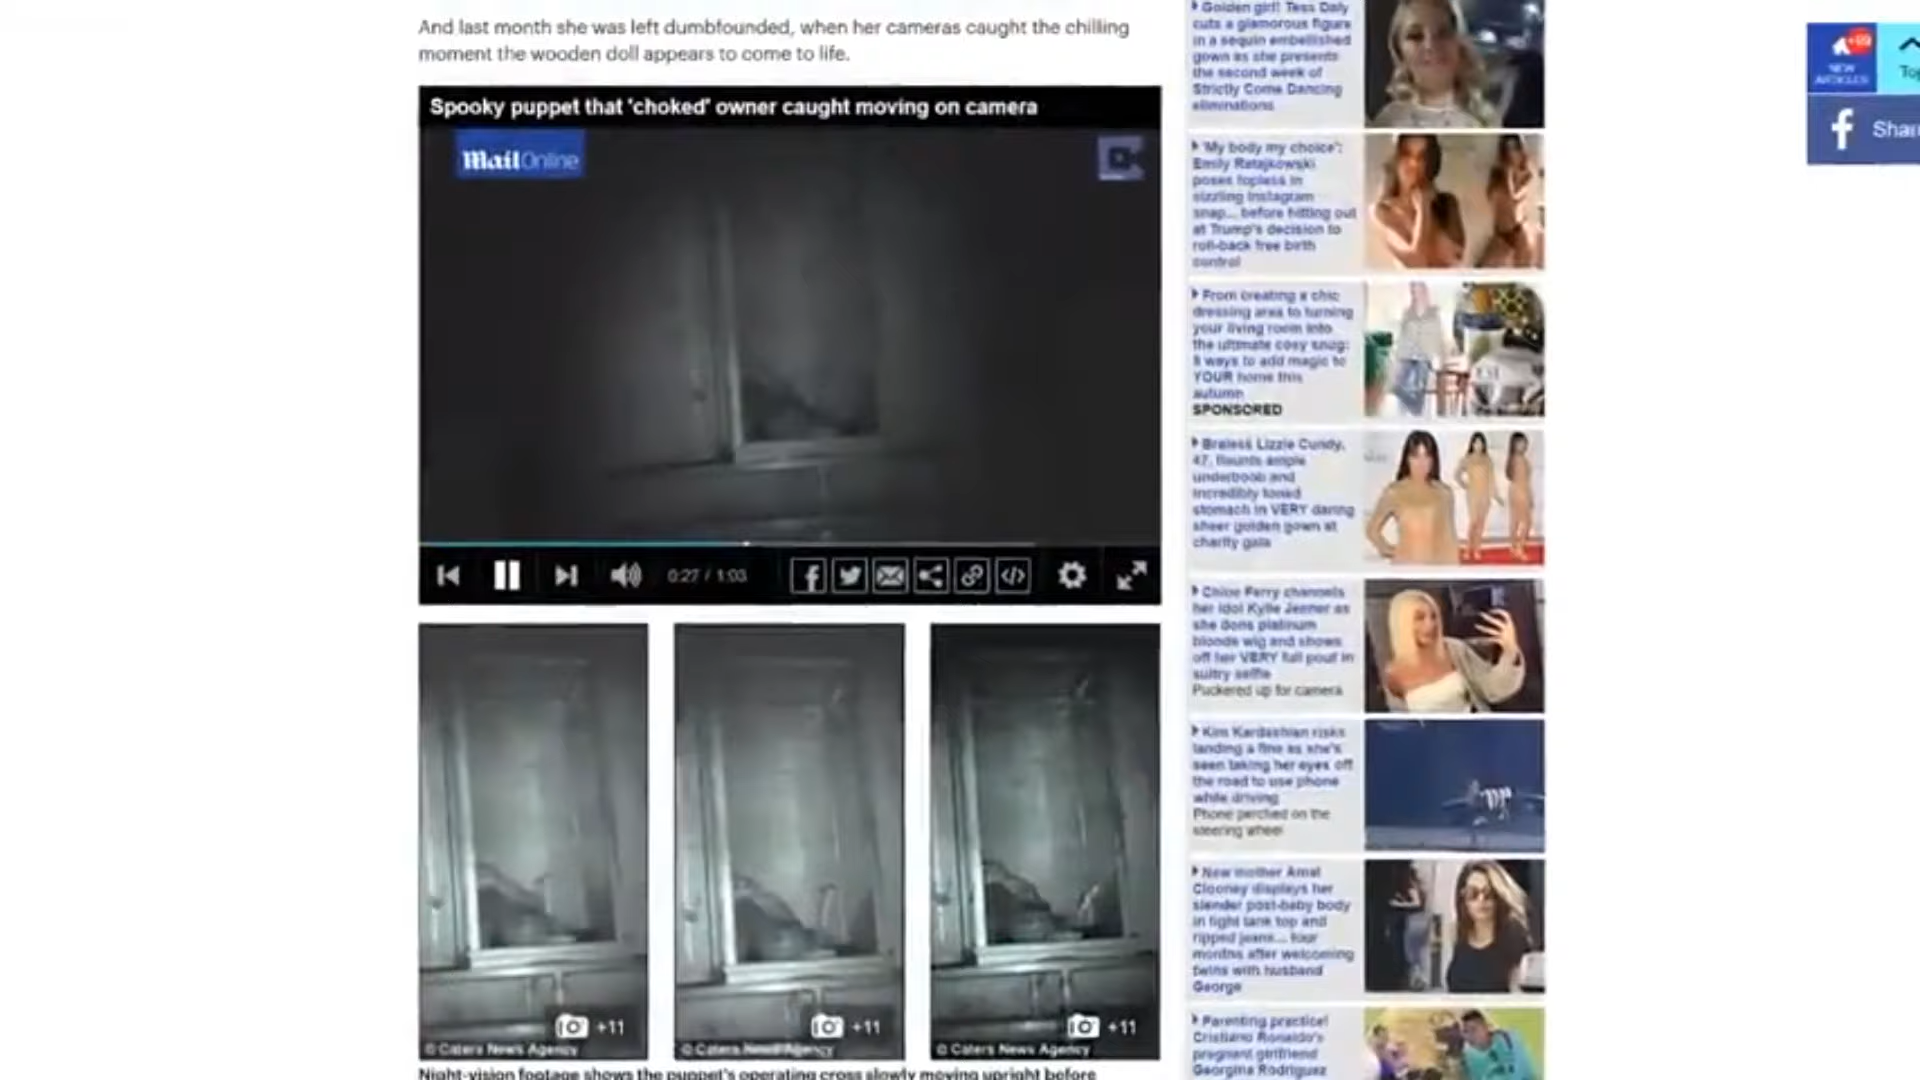 And last month she was left dumbfounded, when her cameras caught the chilling
moment the wooden doll appears to come to life.
Spooky puppet that 'choked' owner caught moving on camera
MailOnline
0:27 / 1:03
+11
© Caters News Agency
+11
© Caters News Agency
+11
© Caters News Agency
Night-vision footage shows the puppet's operating cross slowly moving upright before
Golden girl! Tess Daly
cuts a glamorous figure
in a sequin embellished
gown as she presents
the second week of
Strictly Come Dancing
eliminations
'My body my choice':
Emily Ratajkowski
poses topless in
sizzling Instagram
snap... before hitting out
at Trump's decision to
roll-back free birth
control
From creating a chic
dressing area to turning
your living room into
the ultimate cosy snug:
8 ways to add magic to
YOUR home this
autumn
SPONSORED
Braless Lizzie Cundy,
47, flaunts ample
underboob and
incredibly toned
stomach in VERY daring
sheer golden gown at
charity gala
Chloe Ferry channels
her idol Kylie Jenner as
she dons platinum
blonde wig and shows
off her VERY full pout in
sultry selfie
Puckered up for camera
Kim Kardashian risks
landing a fine as she's
seen taking her eyes off
the road to use phone
while driving
Phone perched on the
steering wheel
New mother Amal
Clooney displays her
slender post-baby body
in tight tank top and
ripped jeans... four
months after welcoming
twins with husband
George
Parenting practice!
Cristiano Ronaldo's
pregnant girlfriend
Georgina Rodriguez
+99
NEW
ARTICLES
Top
Share